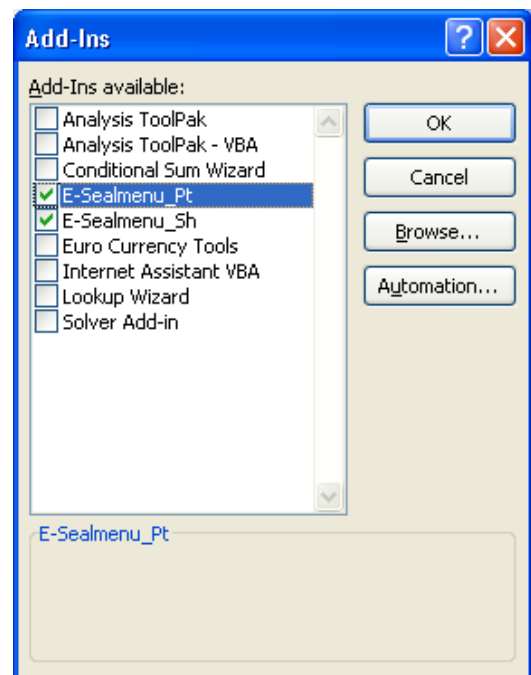 Add-Ins
?
Add-Ins available:
Analysis ToolPak
Analysis ToolPak - VBA
Conditional Sum Wizard
E-Sealmenu_Pt
E-Sealmenu_Sh
Euro Currency Tools
Internet Assistant VBA
Lookup Wizard
Solver Add-in
OK
Cancel
Browse...
Automation...
E-Sealmenu_Pt